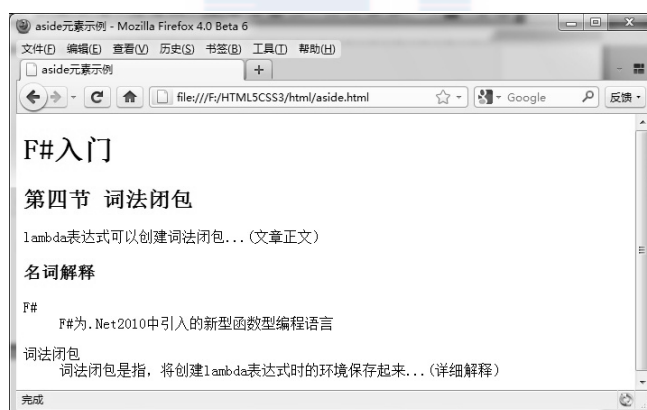 aside元素示例 - Mozilla Firefox 4.0 Beta 6
文件(F) 编辑(E) 查看(V) 历史(S) 书签(B) 工具(T) 帮助(H)
aside元素示例 +
file:///F:/HTML5CSS3/html/aside.html Google 反馈
F#入门
第四节 词法闭包
lambda表达式可以创建词法闭包...(文章正文)
名词解释
F#
F#为.Net2010中引入的新型函数型编程语言
词法闭包
词法闭包是指，将创建lambda表达式时的环境保存起来...(详细解释)
完成